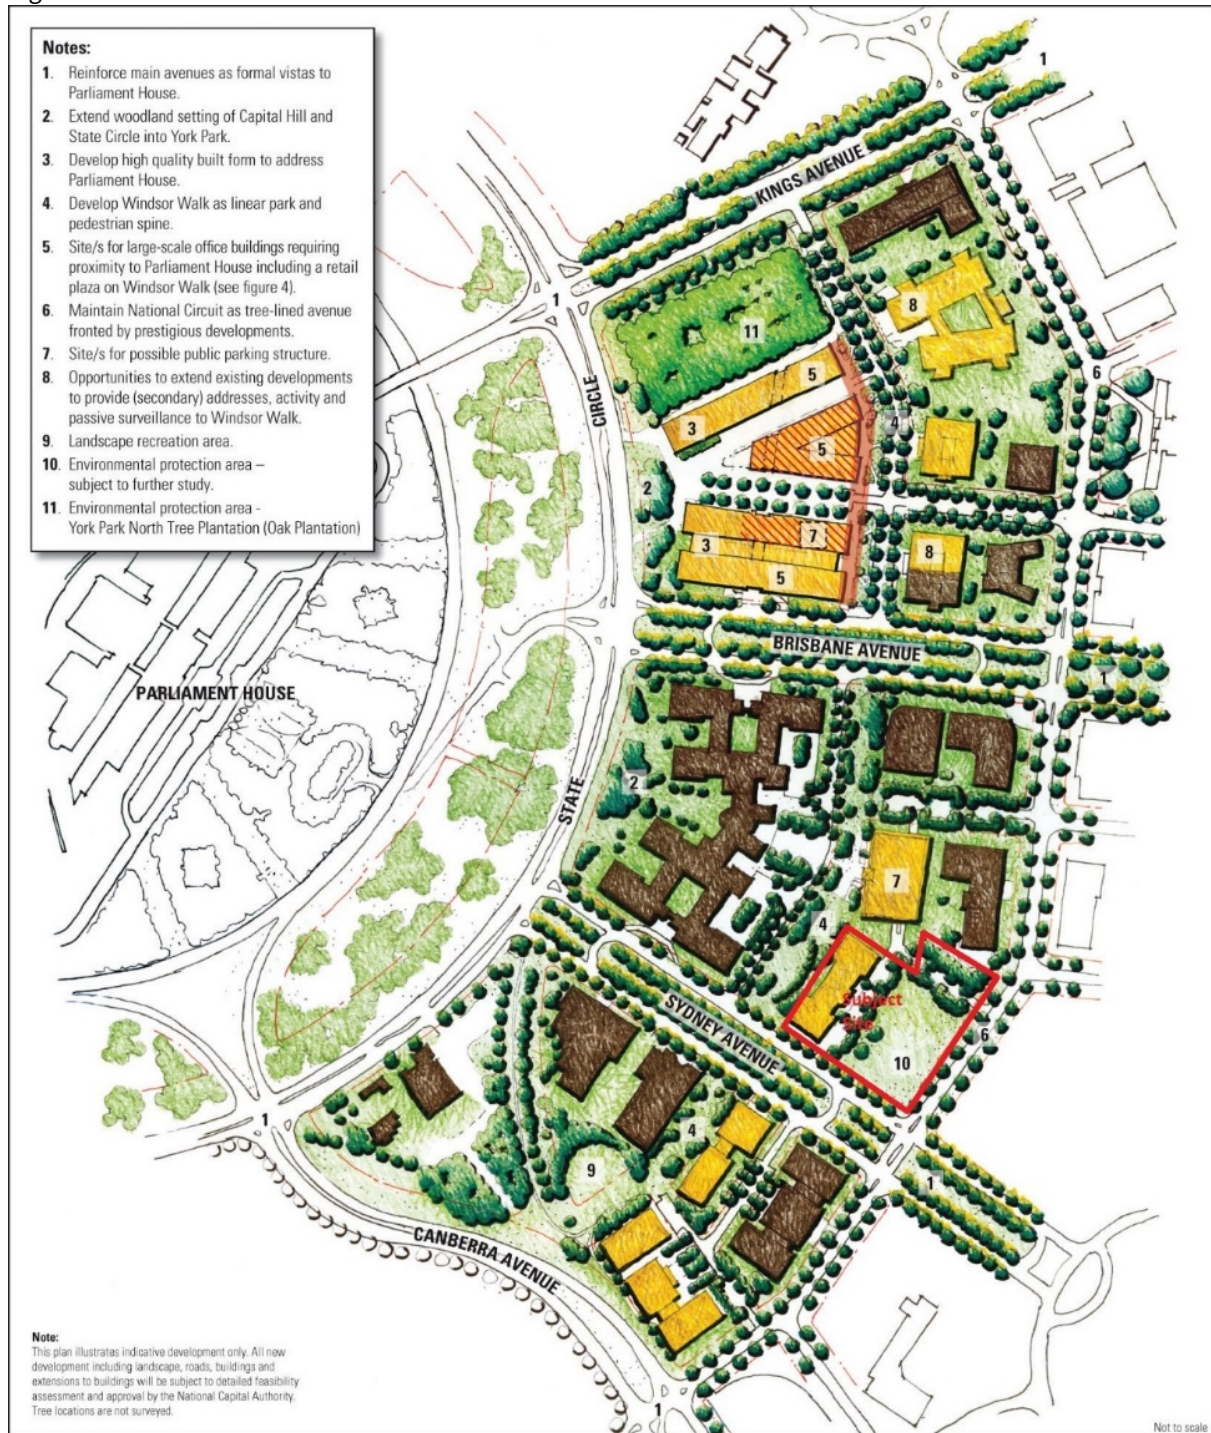 Notes:
1. Reinforce main avenues as formal vistas to
Parliament House.
2. Extend woodland setting of Capital Hill and
State Circle into York Park.
3. Develop high quality built form to address
Parliament House.
4. Develop Windsor Walk as linear park and
pedestrian spine.
5. Site/s for large-scale office buildings requiring
proximity to Parliament House including a retail
plaza on Windsor Walk (see figure 4).
6. Maintain National Circuit as tree-lined avenue
fronted by prestigious developments.
7. Site/s for possible public parking structure.
8. Opportunities to extend existing developments
to provide (secondary) addresses, activity and
passive surveillance to Windsor Walk.
9. Landscape recreation area.
10. Environmental protection area –
subject to further study.
11. Environmental protection area -
York Park North Tree Plantation (Oak Plantation)
1
KINGS AVENUE
1
8
11
CIRCLE
5
6
3
4
5
2
7
3
8
5
BRISBANE AVENUE
1
PARLIAMENT HOUSE
2
STATE
7
4
SYDNEY AVENUE
Subject
Site
6
10
1
4
9
1
CANBERRA AVENUE
1
Note:
This plan illustrates indicative development only. All new
development including landscape, roads, buildings and
extensions to buildings will be subject to detailed feasibility
assessment and approval by the National Capital Authority.
Tree locations are not surveyed.
Not to scale